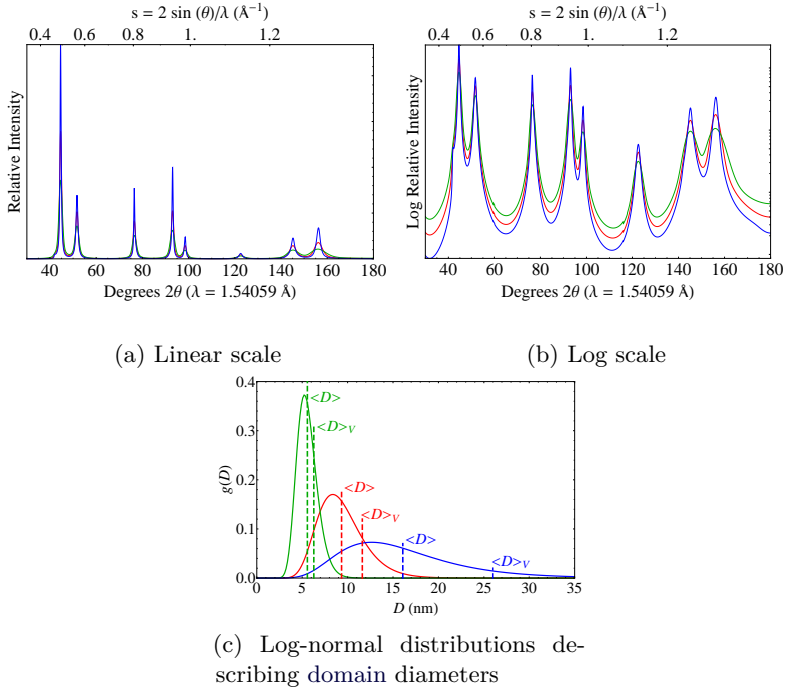 s = 2 sin (θ)/λ (Å⁻¹)
0.4 0.6 0.8 1. 1.2
Relative Intensity
40 60 80 100 120 140 160 180
Degrees 2θ (λ = 1.54059 Å)
(a) Linear scale
s = 2 sin (θ)/λ (Å⁻¹)
0.4 0.6 0.8 1. 1.2
Log Relative Intensity
40 60 80 100 120 140 160 180
Degrees 2θ (λ = 1.54059 Å)
(b) Log scale
0.4
0.3
0.2
0.1
0.0
g(D)
<D>
<D>V
<D>
<D>V
<D>
<D>V
0 5 10 15 20 25 30 35
D (nm)
(c) Log-normal distributions de-
scribing domain diameters